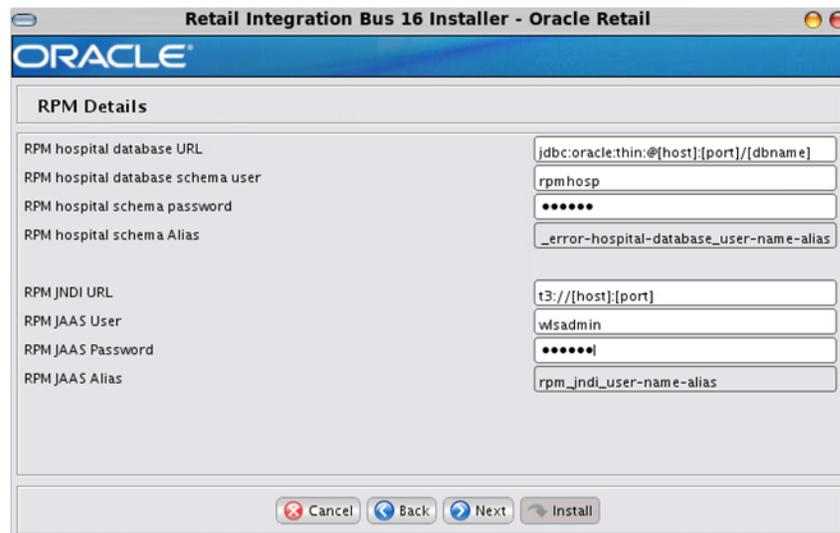 Retail Integration Bus 16 Installer - Oracle Retail
ORACLE®
RPM Details
RPM hospital database URL jdbc:oracle:thin:@[host]:[port]/[dbname]
RPM hospital database schema user rpmhosp
RPM hospital schema password ••••••
RPM hospital schema Alias _error-hospital-database_user-name-alias
RPM JNDI URL t3://[host]:[port]
RPM JAAS User wlsadmin
RPM JAAS Password ••••••
RPM JAAS Alias rpm_jndi_user-name-alias
Cancel Back Next Install